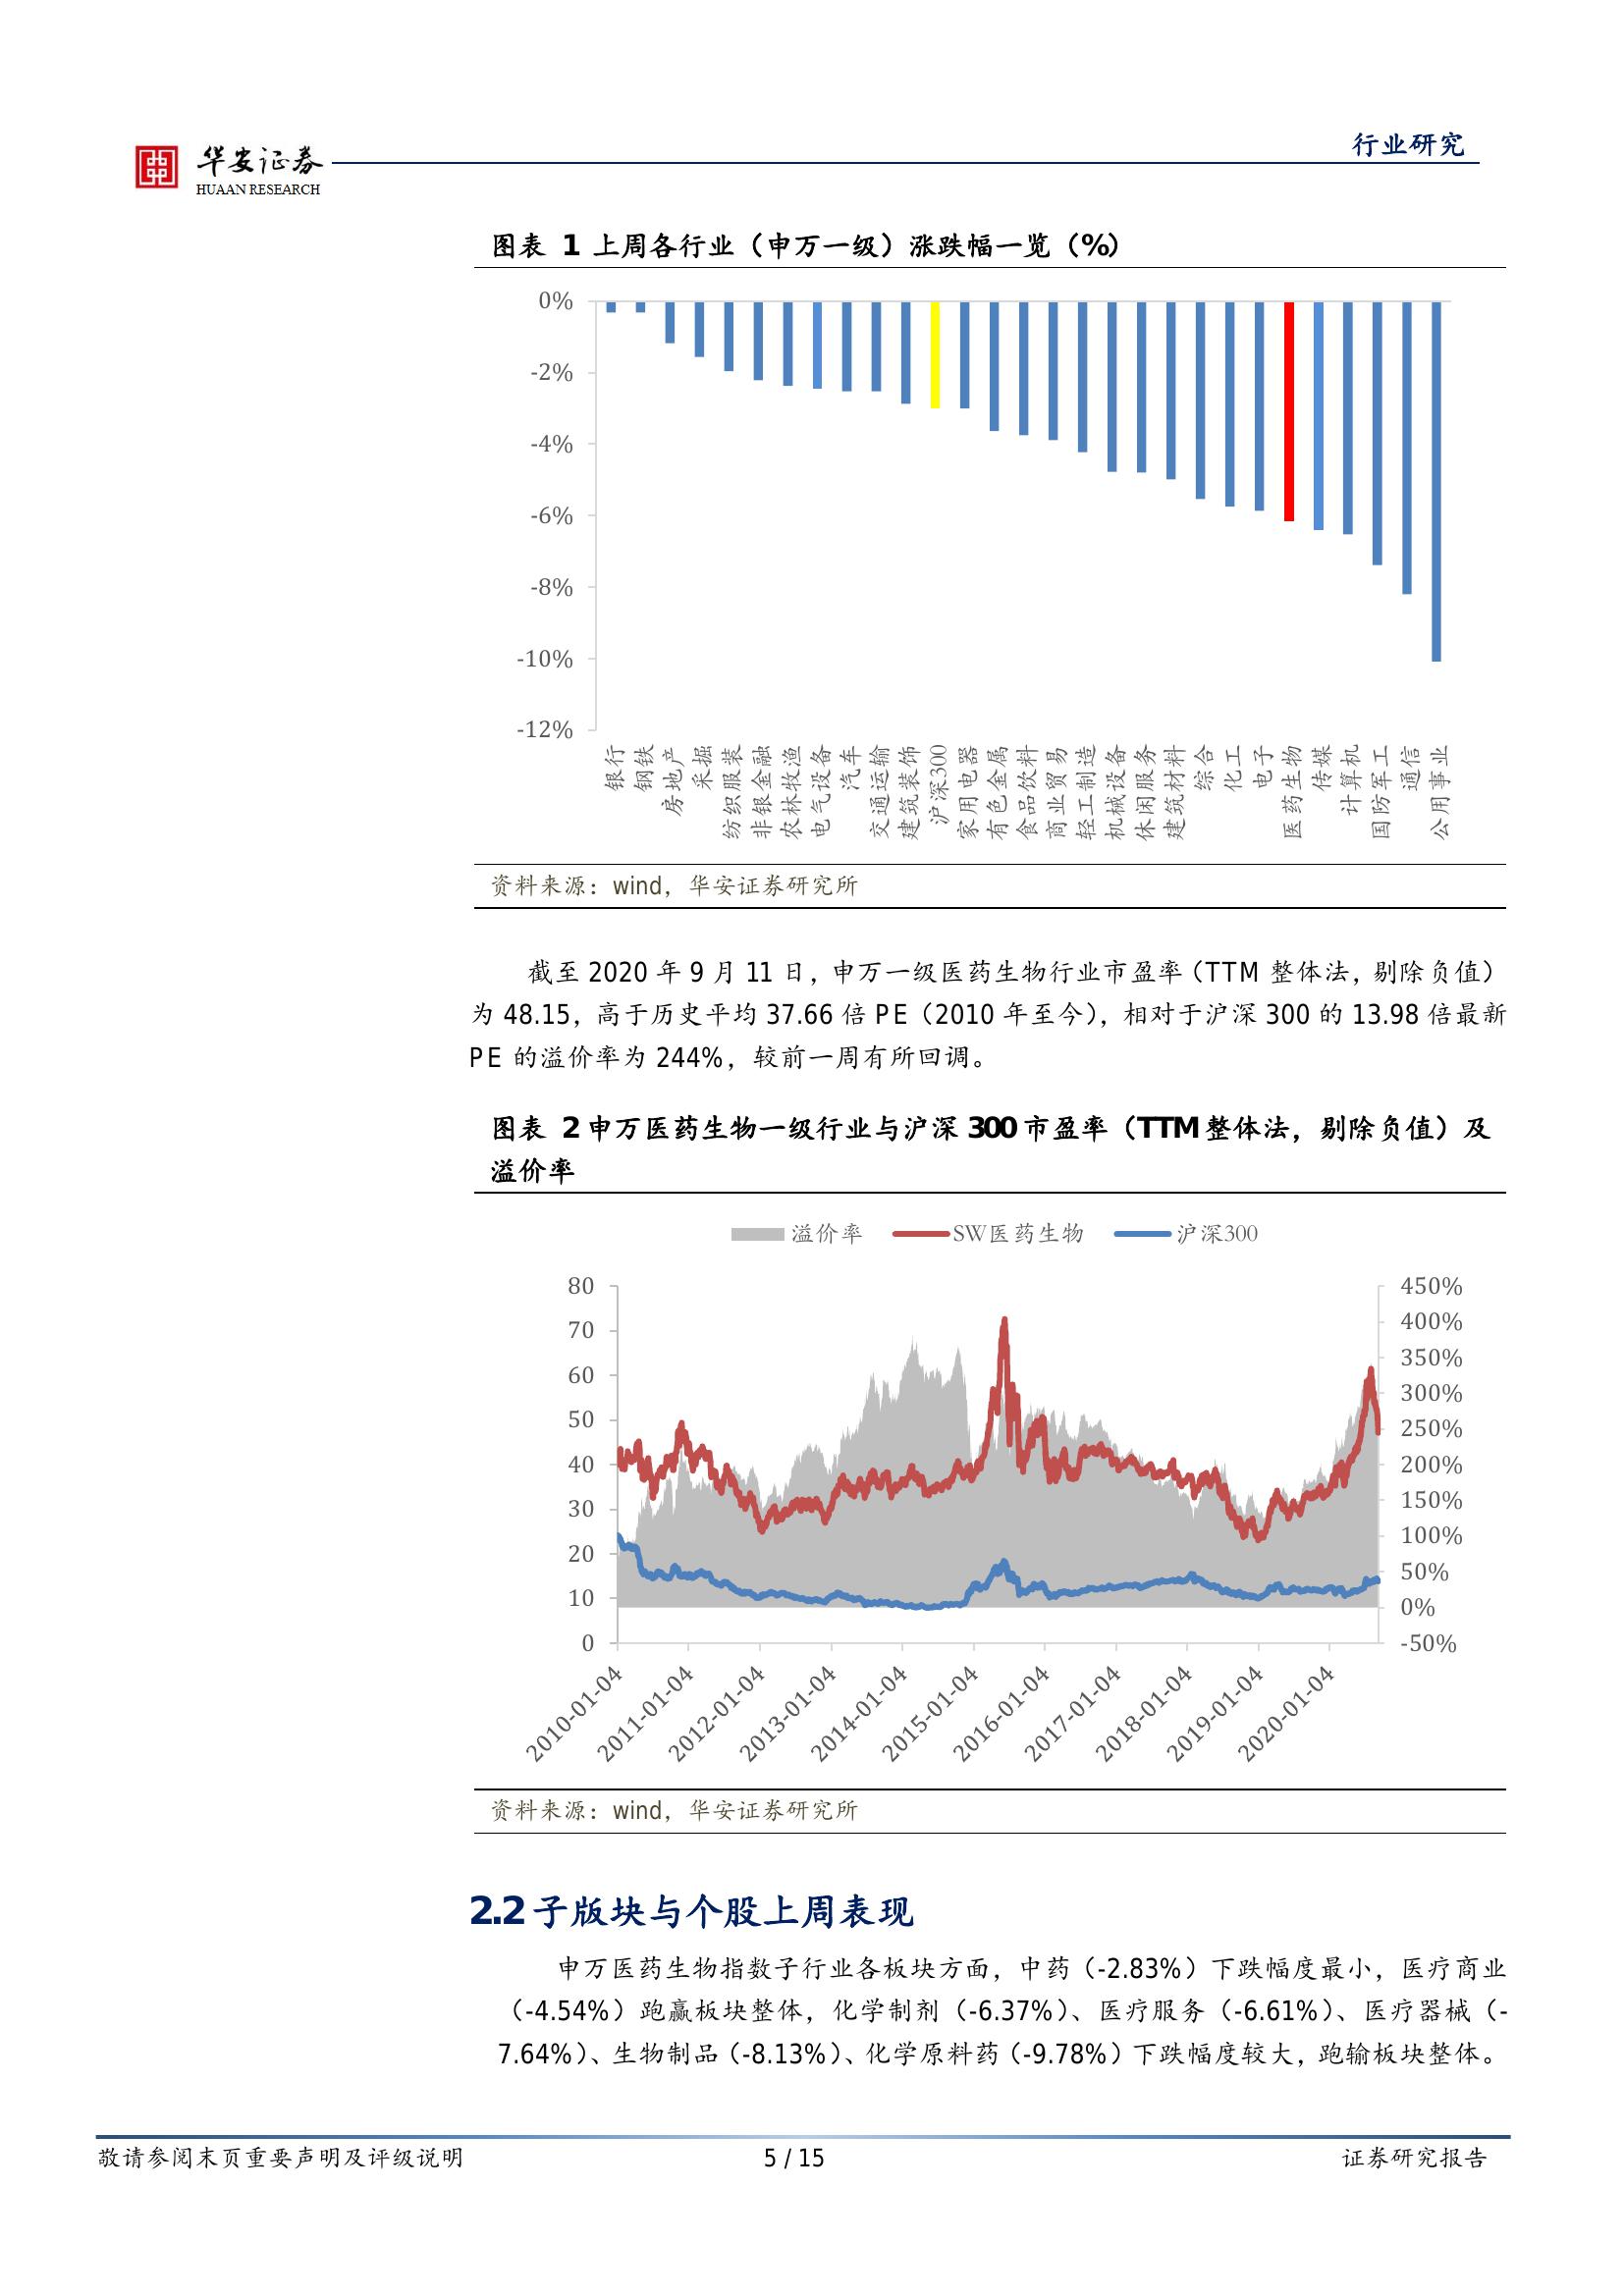 华安证券
HUAAN RESEARCH
行业研究
图表 1 上周各行业（申万一级）涨跌幅一览（%）
0%
-2%
-4%
-6%
-8%
-10%
-12%
银行
钢铁
房地产
采掘
纺织服装
非银金融
农林牧渔
电气设备
汽车
交通运输
建筑装饰
沪深300
家用电器
有色金属
食品饮料
商业贸易
轻工制造
机械设备
休闲服务
建筑材料
综合
化工
电子
医药生物
传媒
计算机
国防军工
通信
公用事业
资料来源：wind，华安证券研究所
截至 2020 年 9 月 11 日，申万一级医药生物行业市盈率（TTM 整体法，剔除负值）
为 48.15，高于历史平均 37.66 倍 PE（2010 年至今），相对于沪深 300 的 13.98 倍最新
PE 的溢价率为 244%，较前一周有所回调。
图表 2 申万医药生物一级行业与沪深 300 市盈率（TTM 整体法，剔除负值）及
溢价率
溢价率 SW医药生物 沪深300
80
70
60
50
40
30
20
10
0
450%
400%
350%
300%
250%
200%
150%
100%
50%
0%
-50%
2010-01-04
2011-01-04
2012-01-04
2013-01-04
2014-01-04
2015-01-04
2016-01-04
2017-01-04
2018-01-04
2019-01-04
2020-01-04
资料来源：wind，华安证券研究所
2.2 子版块与个股上周表现
申万医药生物指数子行业各板块方面，中药（-2.83%）下跌幅度最小，医疗商业
（-4.54%）跑赢板块整体，化学制剂（-6.37%）、医疗服务（-6.61%）、医疗器械（-
7.64%）、生物制品（-8.13%）、化学原料药（-9.78%）下跌幅度较大，跑输板块整体。
敬请参阅末页重要声明及评级说明
5 / 15
证券研究报告